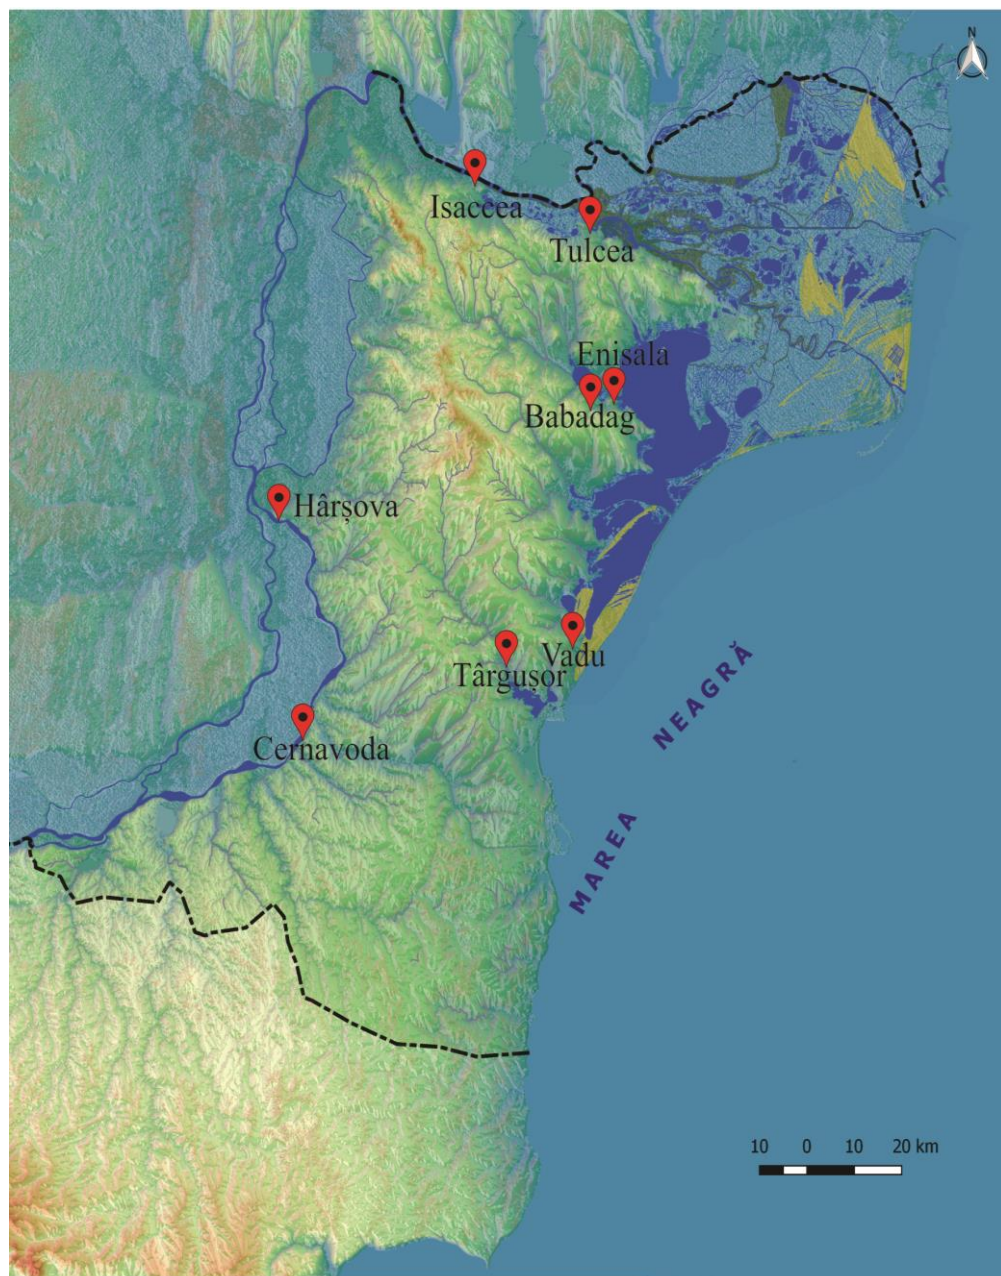 N
Isaccea
Tulcea
Enisala
Babadag
Hârșova
Vadu
Târgușor
Cernavoda
MAREA NEAGRĂ
10 0 10 20 km